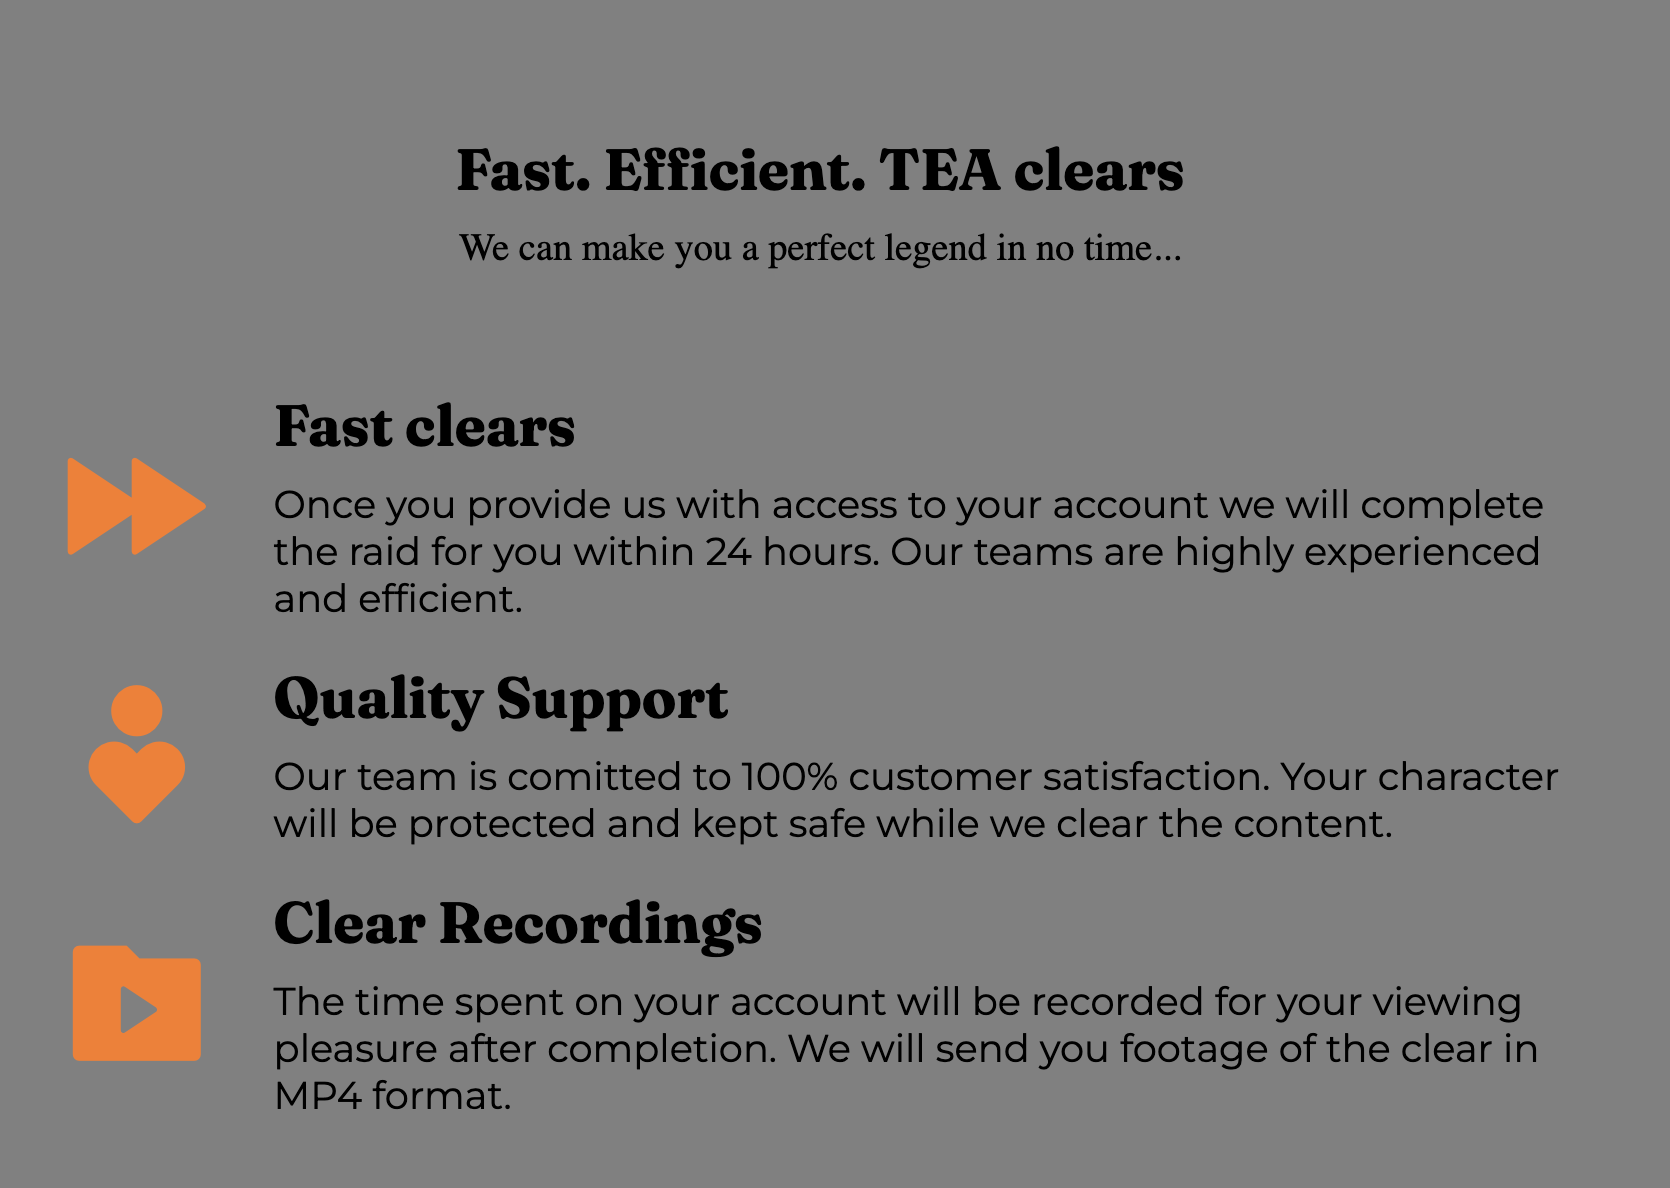 Fast. Efficient. TEA clears
We can make you a perfect legend in no time...
Fast clears
Once you provide us with access to your account we will complete
the raid for you within 24 hours. Our teams are highly experienced
and efficient.
Quality Support
Our team is comitted to 100% customer satisfaction. Your character
will be protected and kept safe while we clear the content.
Clear Recordings
The time spent on your account will be recorded for your viewing
pleasure after completion. We will send you footage of the clear in
MP4 format.